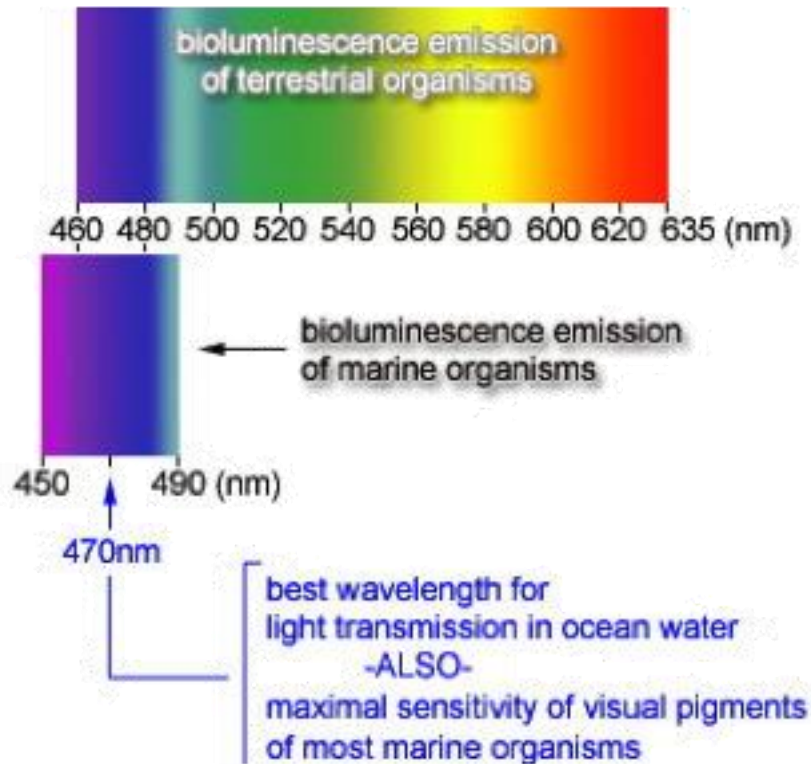 bioluminescence emission
of terrestrial organisms
460 480 500 520 540 560 580 600 620 635 (nm)
bioluminescence emission
of marine organisms
450 490 (nm)
470nm
best wavelength for
light transmission in ocean water
-ALSO-
maximal sensitivity of visual pigments
of most marine organisms